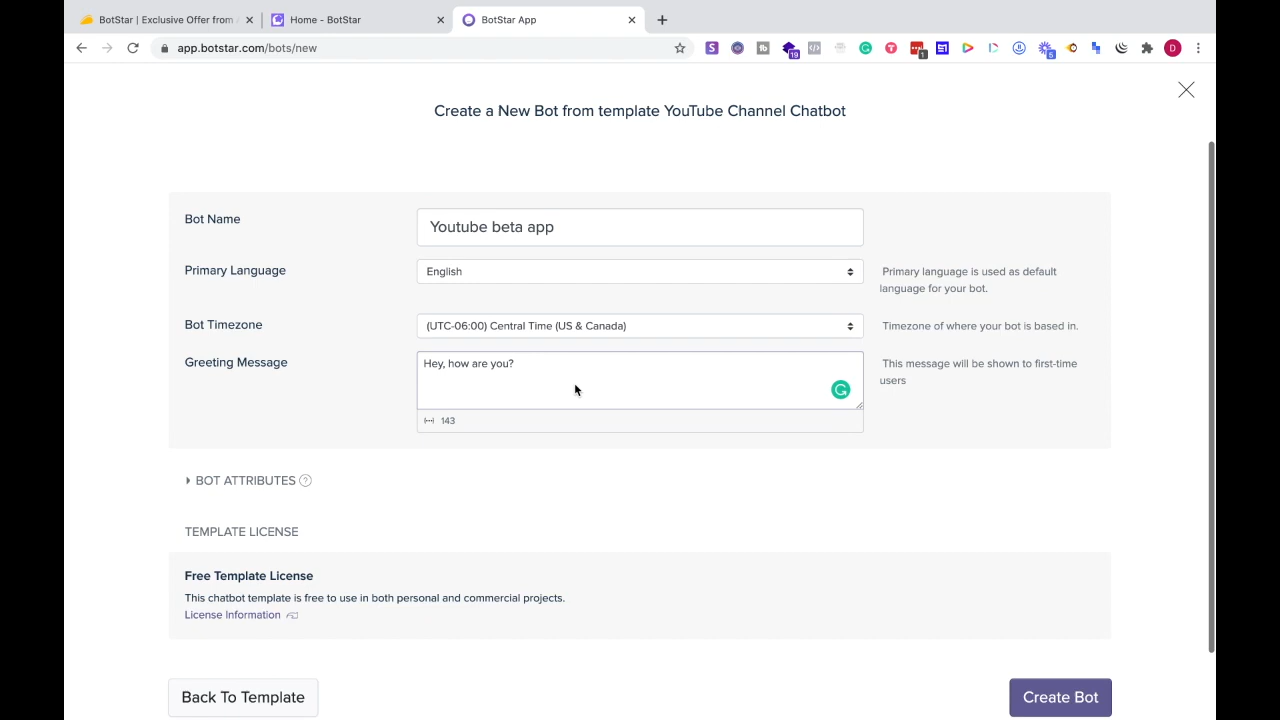 BotStar | Exclusive Offer from
Home - BotStar
BotStar App
app.botstar.com/bots/new
19
1
6
D
Create a New Bot from template YouTube Channel Chatbot
Bot Name
Youtube beta app
Primary Language
English
Primary language is used as default
language for your bot.
Bot Timezone
(UTC-06:00) Central Time (US & Canada)
Timezone of where your bot is based in.
Greeting Message
Hey, how are you?
This message will be shown to first-time
users
143
BOT ATTRIBUTES ?
TEMPLATE LICENSE
Free Template License
This chatbot template is free to use in both personal and commercial projects.
License Information
Back To Template
Create Bot